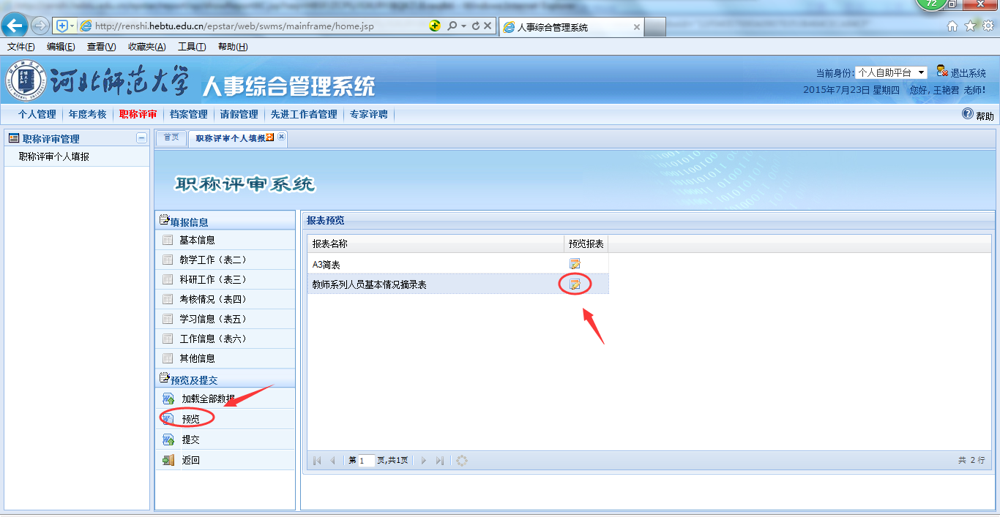 72
http://renshi.hebtu.edu.cn/epstar/web/swms/mainframe/home.jsp
人事综合管理系统
文件(F) 编辑(E) 查看(V) 收藏夹(A) 工具(T) 帮助(H)
河北师范大学 人事综合管理系统
当前身份: 个人自助平台 退出系统
2015年7月23日 星期四 您好, 王艳君 老师!
个人管理 年度考核 职称评审 档案管理 请假管理 先进工作者管理 专家评聘 帮助
职称评审管理
职称评审个人填报
首页 职称评审个人填报
职称评审系统
填报信息
基本信息
教学工作（表二）
科研工作（表三）
考核情况（表四）
学习信息（表五）
工作信息（表六）
其他信息
预览及提交
加载全部数据
预览
提交
返回
报表预览
报表名称 预览报表
A3简表
教师系列人员基本情况摘录表
第 1 页,共1页
共 2 行